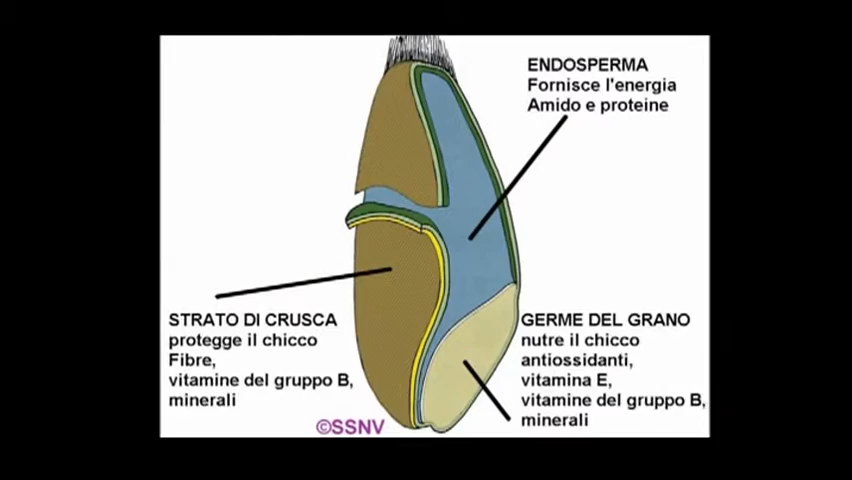 ENDOSPERMA
Fornisce l'energia
Amido e proteine
STRATO DI CRUSCA
protegge il chicco
Fibre,
vitamine del gruppo B,
minerali
GERME DEL GRANO
nutre il chicco
antiossidanti,
vitamina E,
vitamine del gruppo B,
minerali
©SSNV